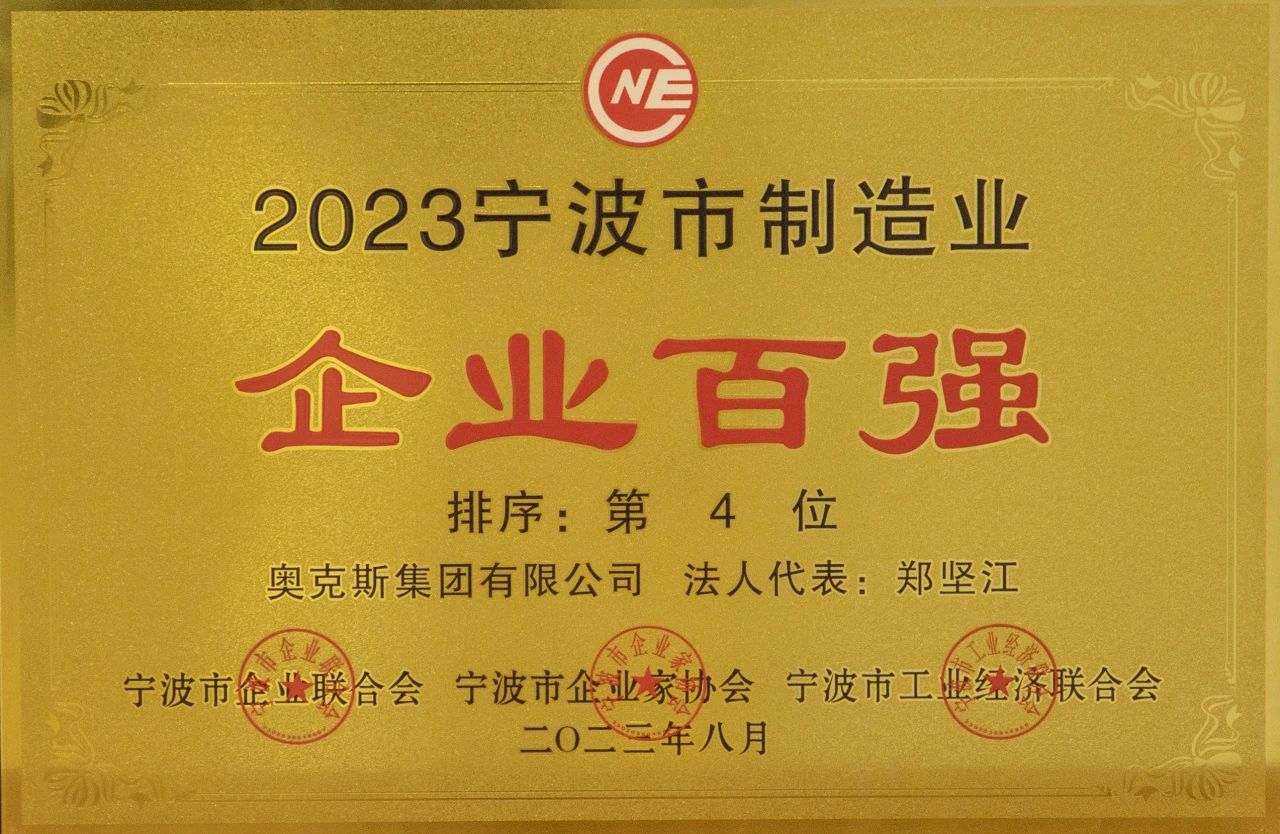 CNE
2023宁波市制造业
企业百强
排序：第 4 位
奥克斯集团有限公司 法人代表：郑坚江
宁波市企业联合会 宁波市企业家协会 宁波市工业经济联合会
二〇二三年八月